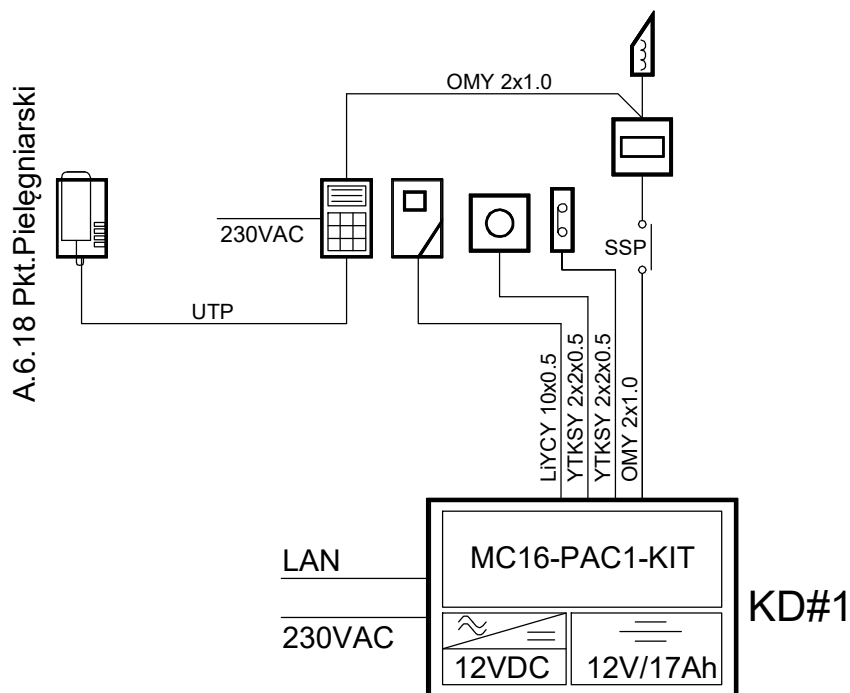 OMY 2x1.0
A.6.18 Pkt.Pielęgniarski
230VAC
SSP
UTP
LiYCY 10x0.5
YTKSY 2x2x0.5
YTKSY 2x2x0.5
OMY 2x1.0
LAN
MC16-PAC1-KIT
KD#1
230VAC
12VDC
12V/17Ah